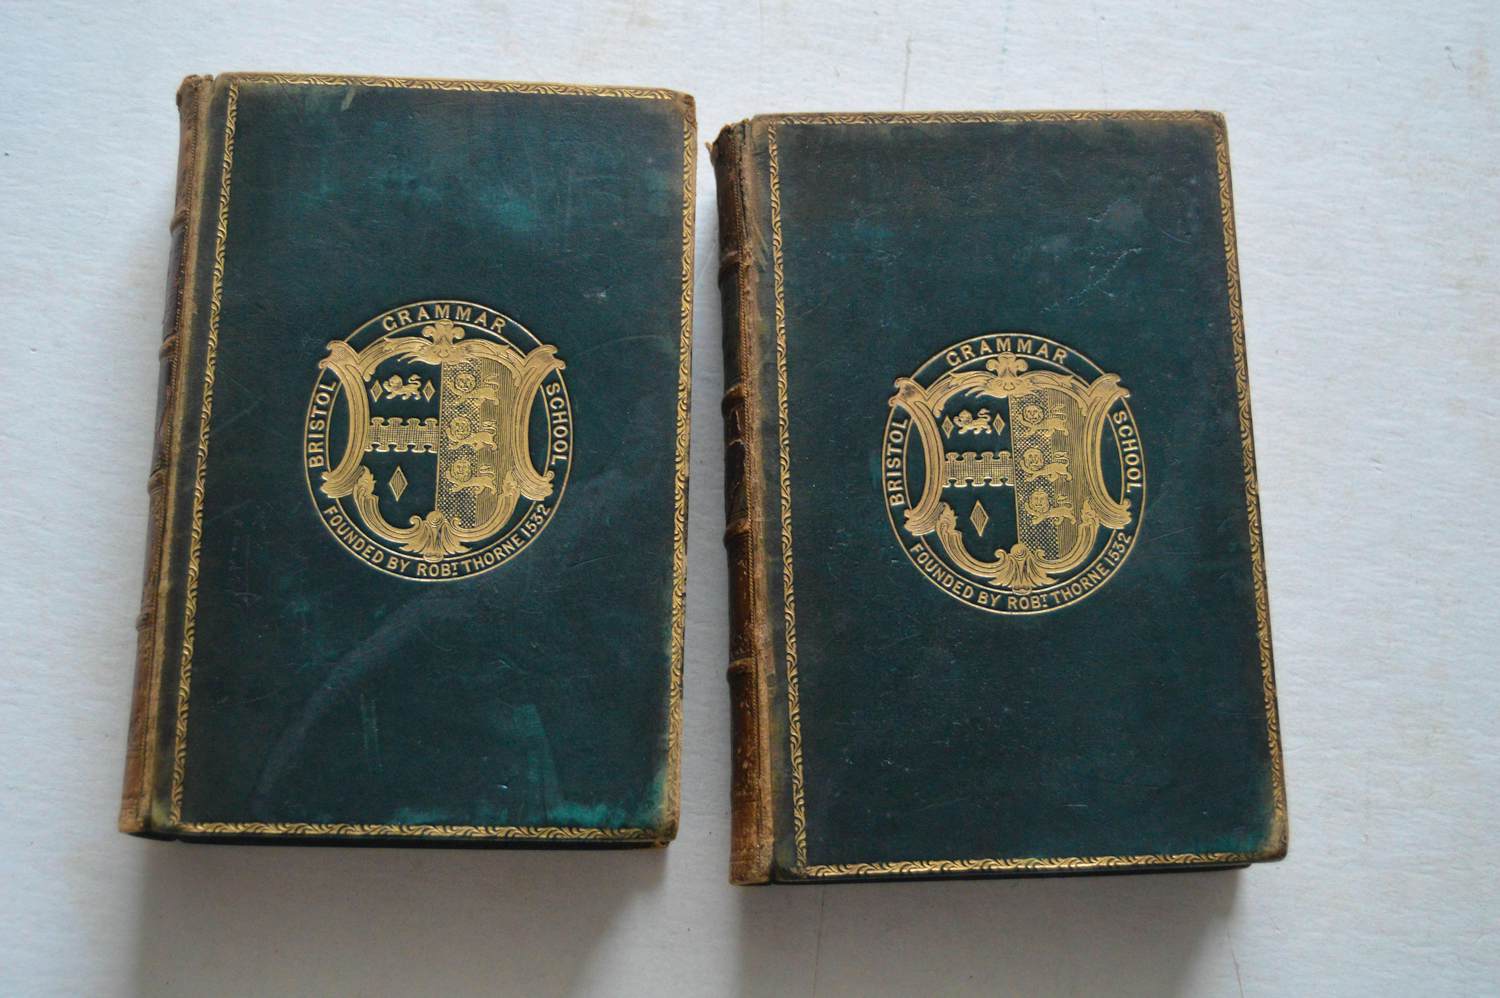 BRISTOL GRAMMAR SCHOOL
FOUNDED BY ROBT THORNE 1532
BRISTOL GRAMMAR SCHOOL
FOUNDED BY ROBT THORNE 1532